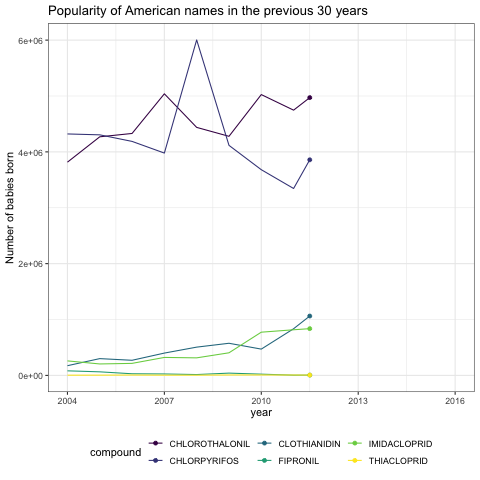 Popularity of American names in the previous 30 years
Number of babies born
6e+06
4e+06
2e+06
0e+00
2004 2007 2010 2013 2016
year
compound
CHLOROTHALONIL CLOTHIANIDIN IMIDACLOPRID
CHLORPYRIFOS FIPRONIL THIACLOPRID